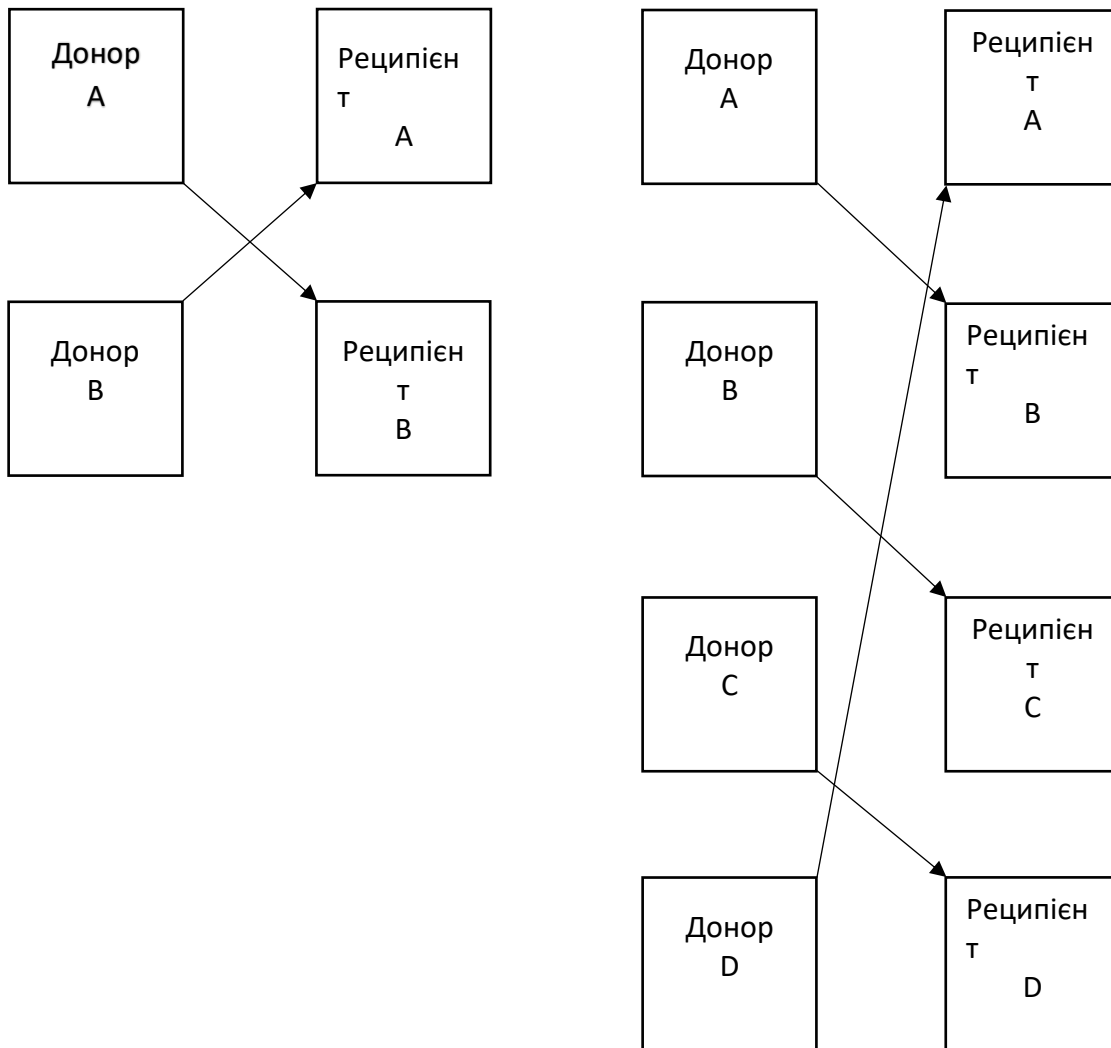 Донор
A
Реципієн
т
A
Донор
B
Реципієн
т
B
Донор
A
Реципієн
т
A
Донор
B
Реципієн
т
B
Донор
C
Реципієн
т
C
Донор
D
Реципієн
т
D